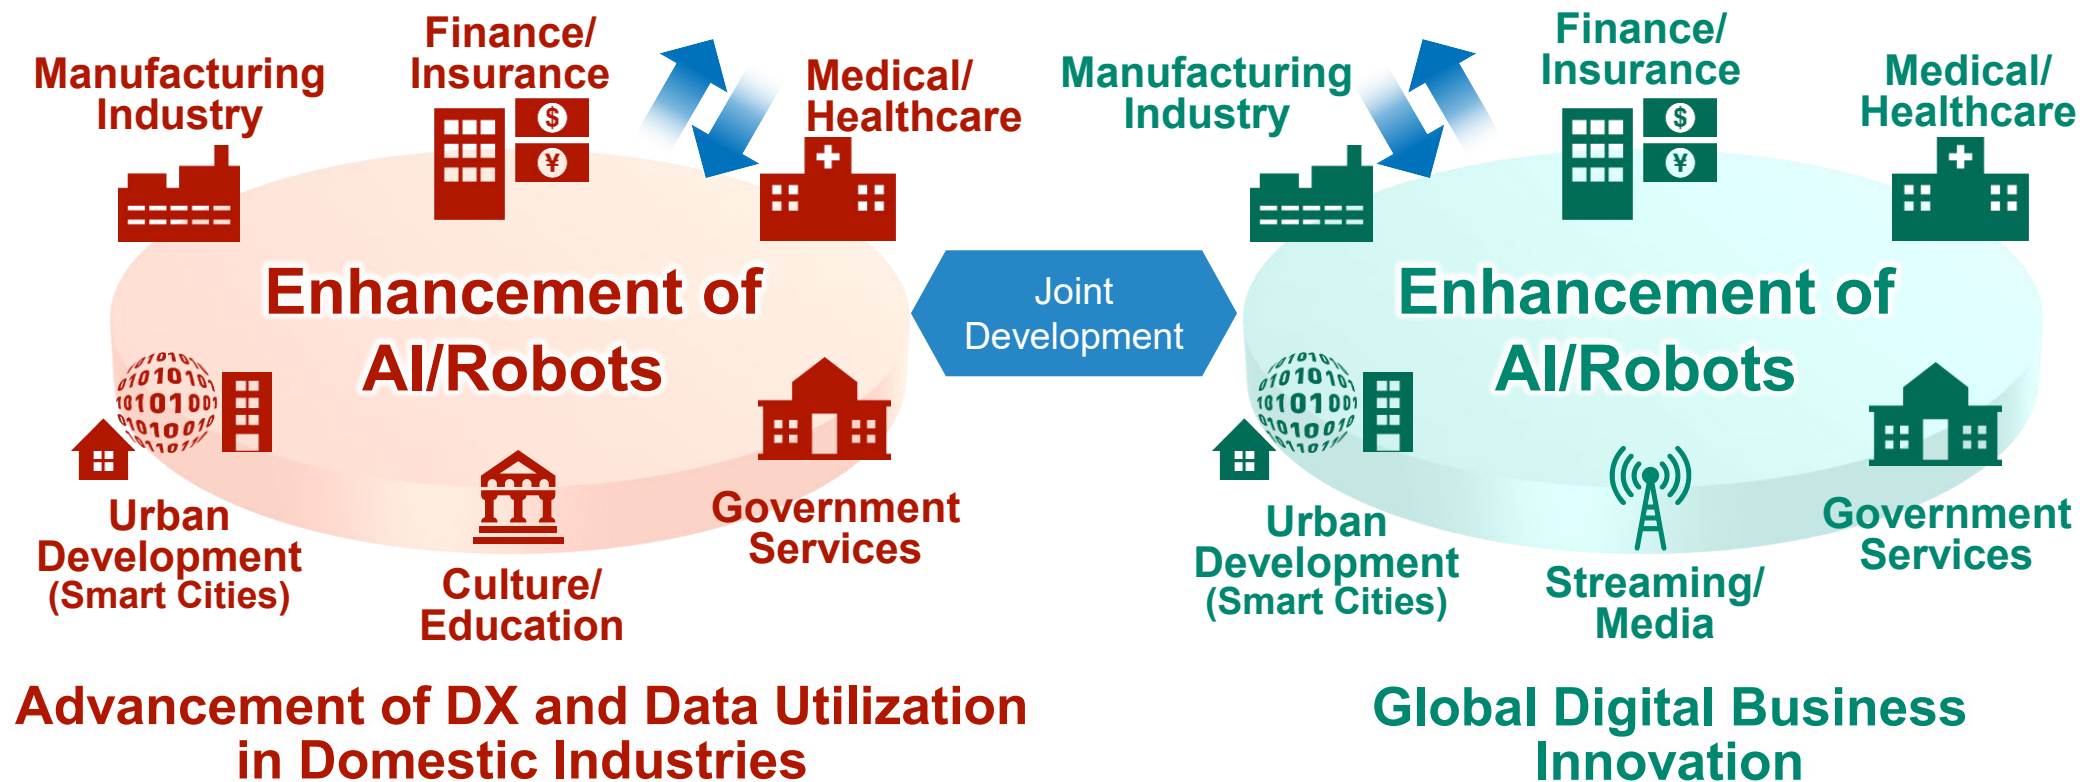 Manufacturing
Industry
Finance/
Insurance
$
¥
Medical/
Healthcare
Enhancement of
AI/Robots
Urban
Development
(Smart Cities)
Culture/
Education
Government
Services
Advancement of DX and Data Utilization
in Domestic Industries
Joint
Development
Manufacturing
Industry
Finance/
Insurance
$
¥
Medical/
Healthcare
Enhancement of
AI/Robots
Urban
Development
(Smart Cities)
Streaming/
Media
Government
Services
Global Digital Business
Innovation